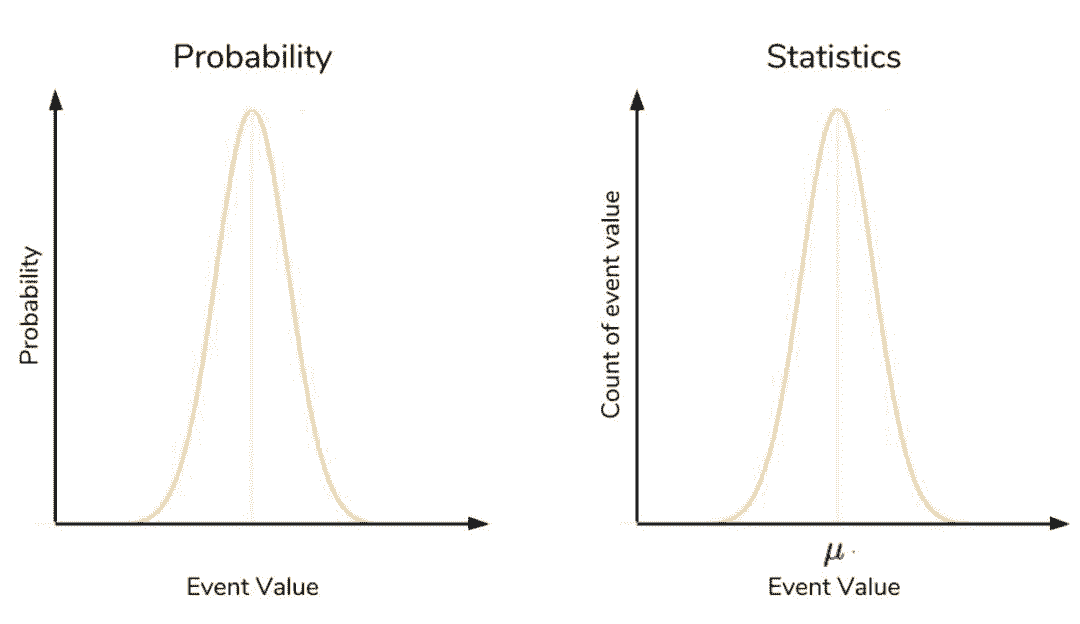 Probability
Probability
Event Value
Statistics
Count of event value
μ
Event Value